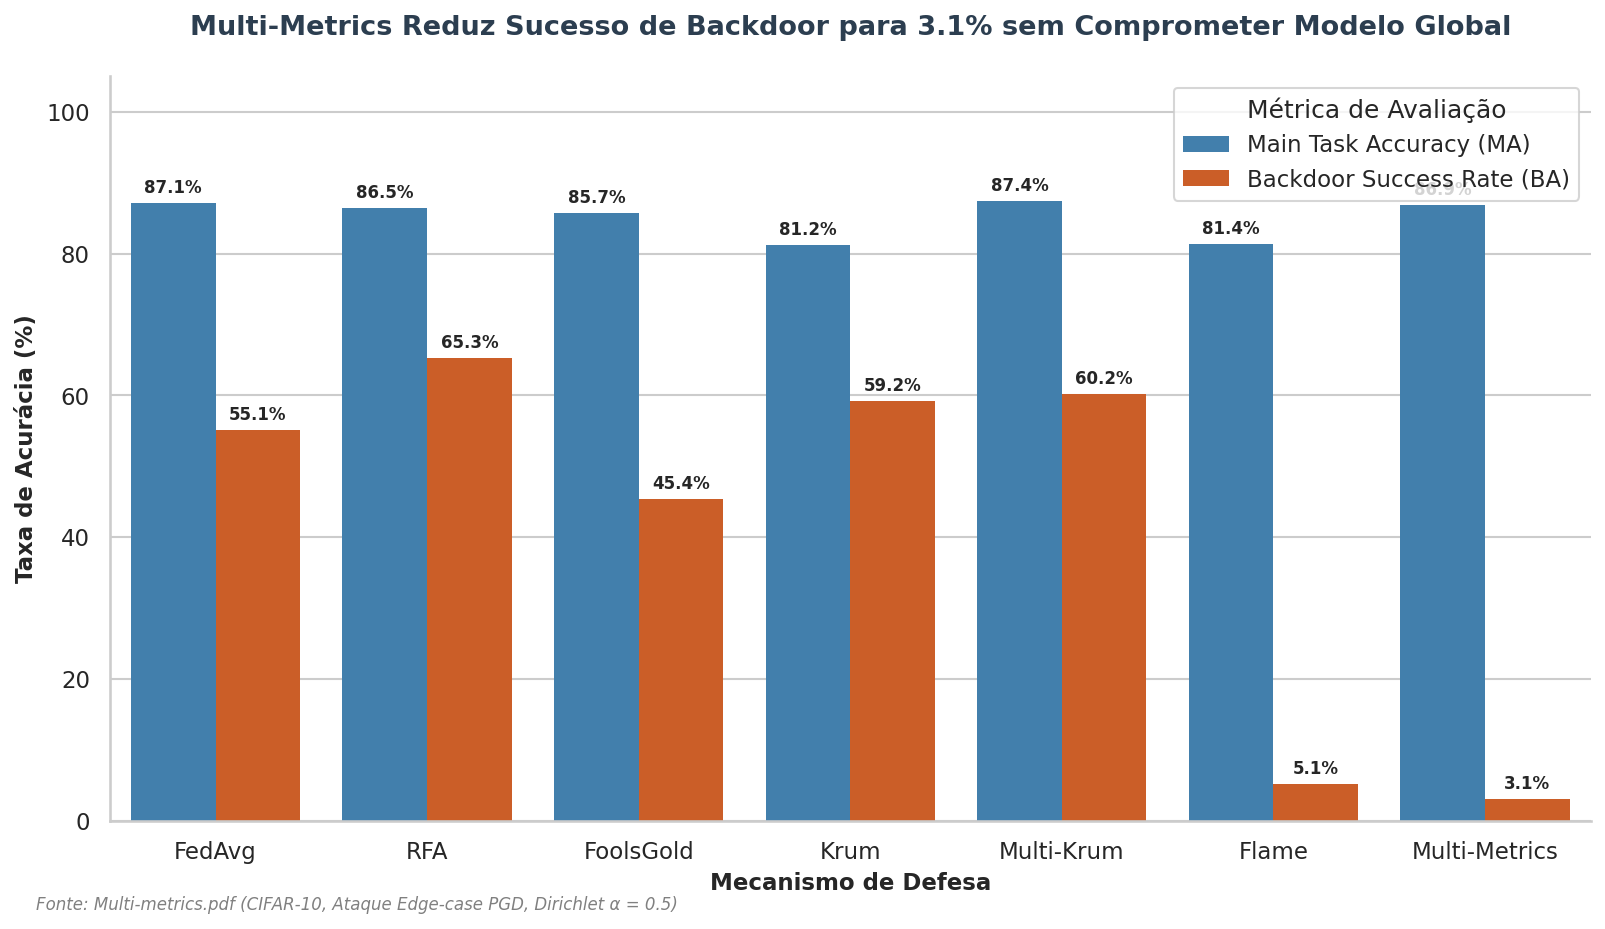 Multi-Metrics Reduz Sucesso de Backdoor para 3.1% sem Comprometer Modelo Global
Métrica de Avaliação
Main Task Accuracy (MA)
Backdoor Success Rate (BA)
Taxa de Acurácia (%)
100
80
60
40
20
0
87.1%
55.1%
86.5%
65.3%
85.7%
45.4%
81.2%
59.2%
87.4%
60.2%
81.4%
5.1%
86.9%
3.1%
FedAvg
RFA
FoolsGold
Krum
Multi-Krum
Flame
Multi-Metrics
Mecanismo de Defesa
Fonte: Multi-metrics.pdf (CIFAR-10, Ataque Edge-case PGD, Dirichlet α = 0.5)